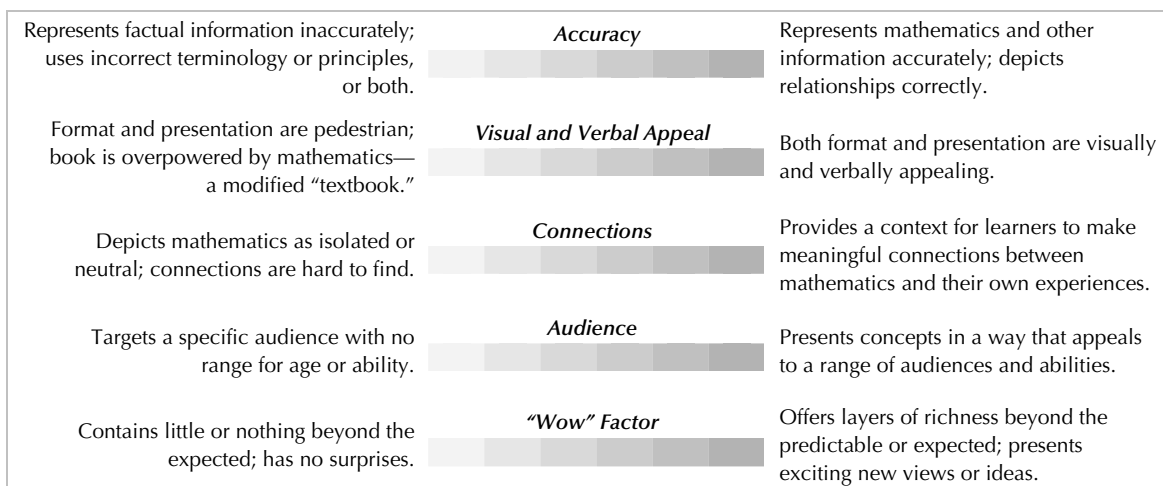 Represents factual information inaccurately;
uses incorrect terminology or principles,
or both.
Accuracy
Represents mathematics and other
information accurately; depicts
relationships correctly.
Format and presentation are pedestrian;
book is overpowered by mathematics—
a modified “textbook.”
Visual and Verbal Appeal
Both format and presentation are visually
and verbally appealing.
Depicts mathematics as isolated or
neutral; connections are hard to find.
Connections
Provides a context for learners to make
meaningful connections between
mathematics and their own experiences.
Targets a specific audience with no
range for age or ability.
Audience
Presents concepts in a way that appeals
to a range of audiences and abilities.
Contains little or nothing beyond the
expected; has no surprises.
“Wow” Factor
Offers layers of richness beyond the
predictable or expected; presents
exciting new views or ideas.